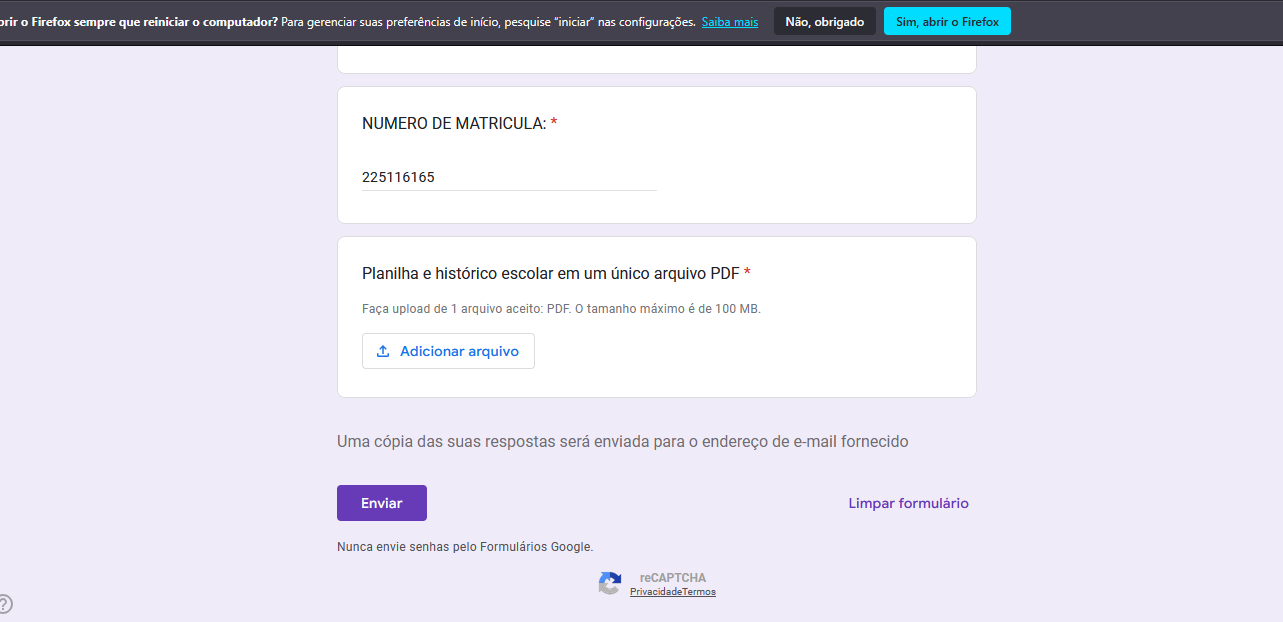 orir o Firefox sempre que reiniciar o computador? Para gerenciar suas preferências de início, pesquise “iniciar” nas configurações. Saiba mais Não, obrigado Sim, abrir o Firefox
NUMERO DE MATRICULA: *
225116165
Planilha e histórico escolar em um único arquivo PDF *
Faça upload de 1 arquivo aceito: PDF. O tamanho máximo é de 100 MB.
Adicionar arquivo
Uma cópia das suas respostas será enviada para o endereço de e-mail fornecido
Enviar Limpar formulário
Nunca envie senhas pelo Formulários Google.
reCAPTCHA
PrivacidadeTermos
?